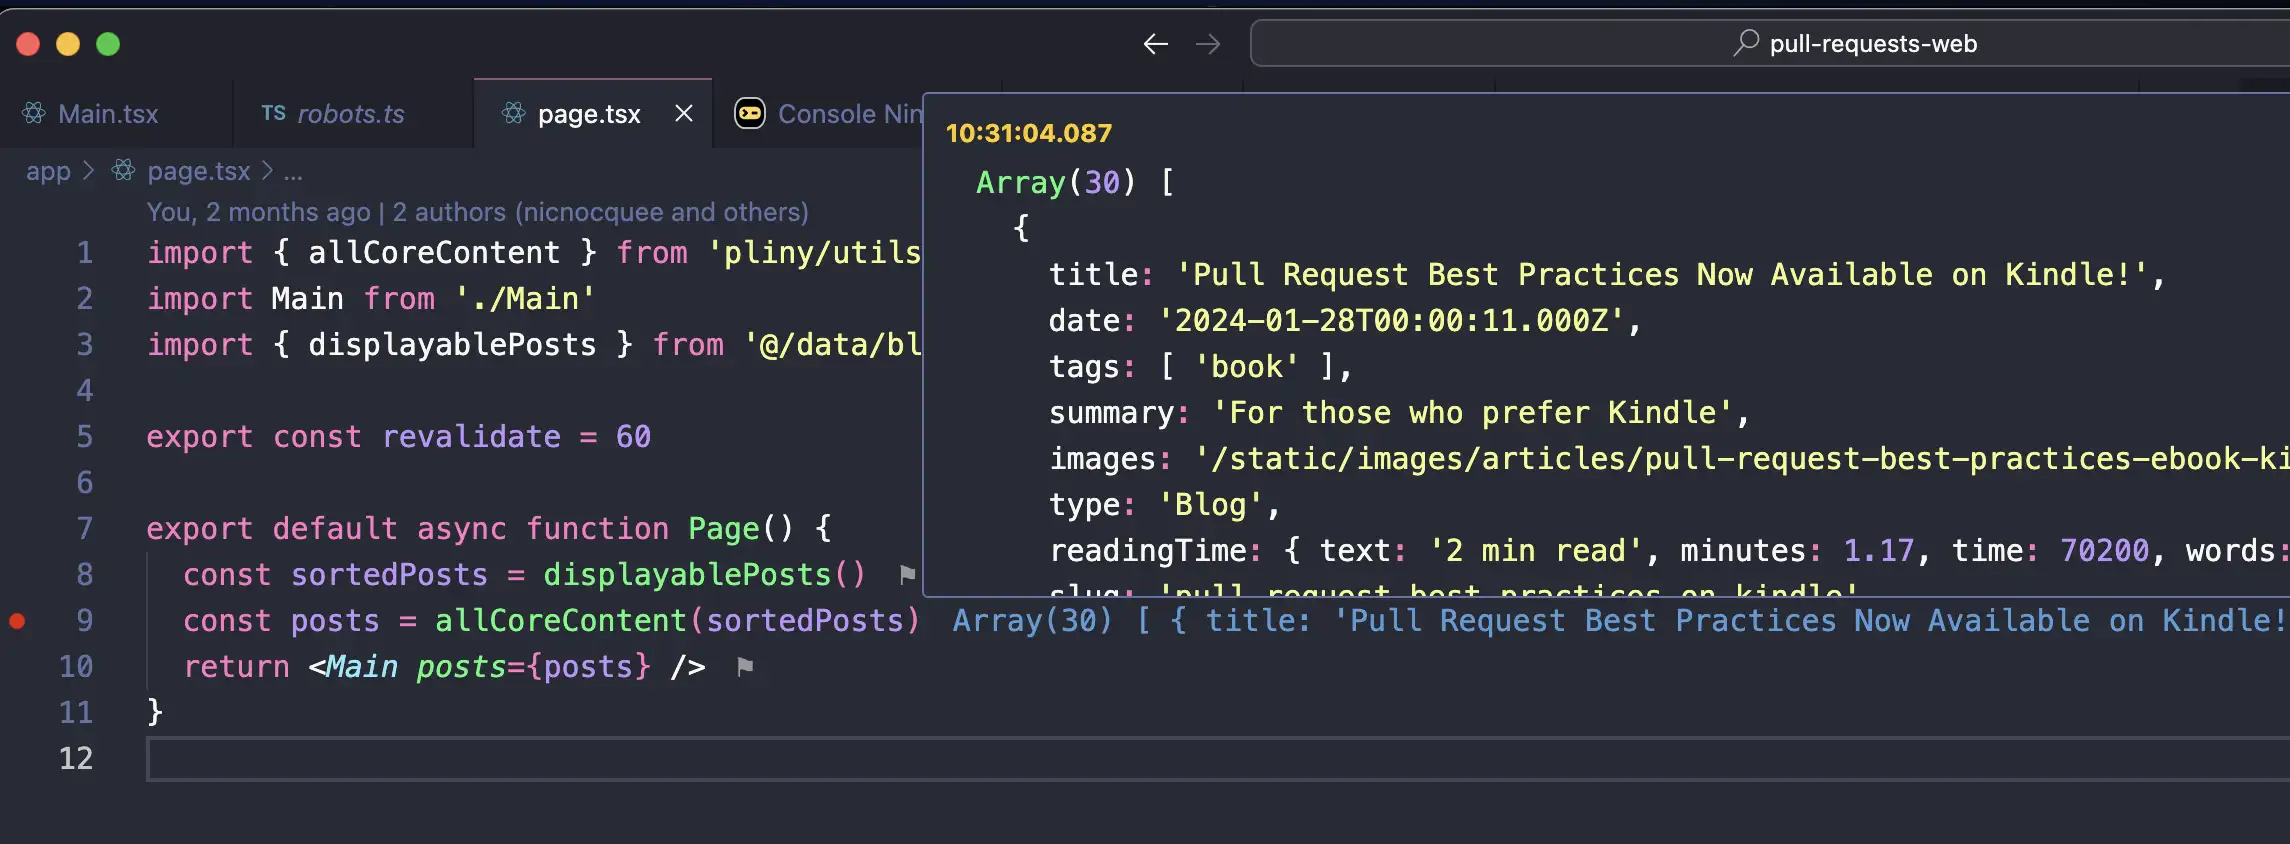 pull-requests-web
Main.tsx
TS robots.ts
page.tsx
Console Nin
app > page.tsx > ...
You, 2 months ago | 2 authors (nicnocquee and others)
1 import { allCoreContent } from 'pliny/utils
2 import Main from './Main'
3 import { displayablePosts } from '@/data/bl
4
5 export const revalidate = 60
6
7 export default async function Page() {
8 const sortedPosts = displayablePosts()
9 const posts = allCoreContent(sortedPosts) Array(30) [ { title: 'Pull Request Best Practices Now Available on Kindle!
10 return <Main posts={posts} />
11 }
12
10:31:04.087
Array(30) [
{
title: 'Pull Request Best Practices Now Available on Kindle!',
date: '2024-01-28T00:00:11.000Z',
tags: [ 'book' ],
summary: 'For those who prefer Kindle',
images: '/static/images/articles/pull-request-best-practices-ebook-ki
type: 'Blog',
readingTime: { text: '2 min read', minutes: 1.17, time: 70200, words:
slug: 'pull-request-best-practices-on-kindle'